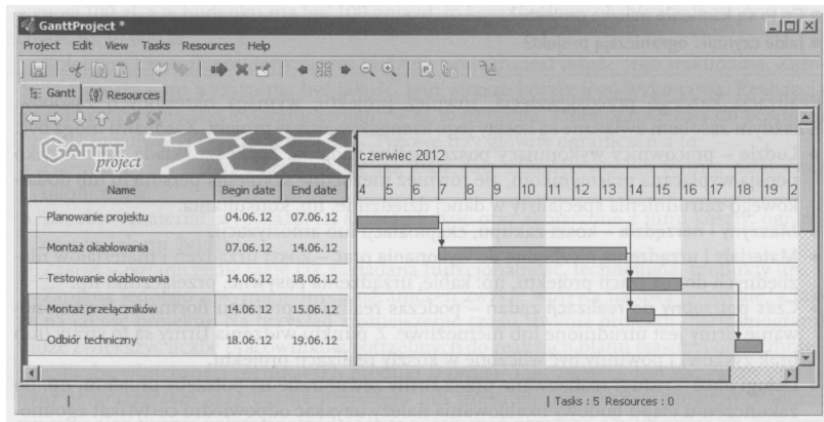 GanttProject *
Project Edit View Tasks Resources Help
Gantt Resources
GANTT project
czerwiec 2012
Name Begin date End date 4 5 6 7 8 9 10 11 12 13 14 15 16 17 18 19 2
Planowanie projektu 04.06.12 07.06.12
Montaż okablowania 07.06.12 14.06.12
Testowanie okablowania 14.06.12 18.06.12
Montaż przełączników 14.06.12 15.06.12
Odbiór techniczny 18.06.12 19.06.12
Tasks : 5 Resources : 0